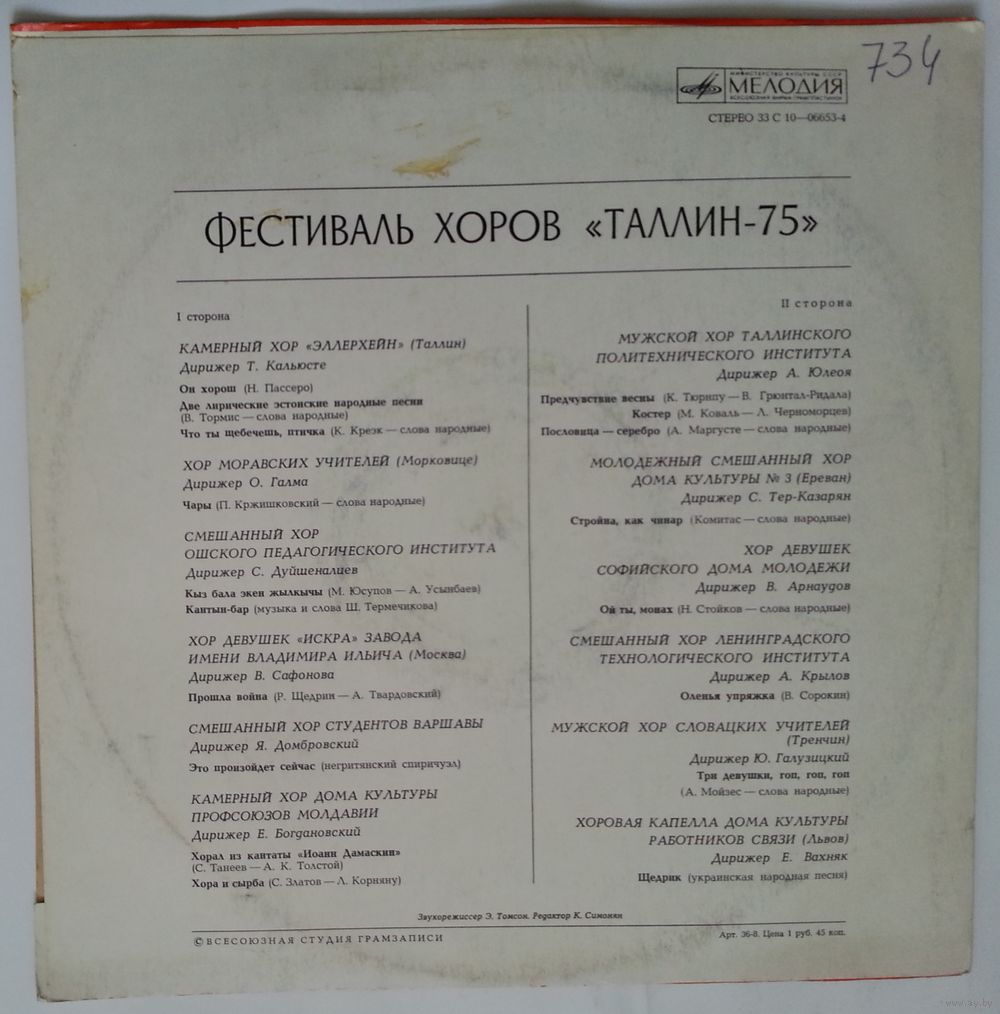 734
МИНИСТЕРСТВО КУЛЬТУРЫ СССР
МЕЛОДИЯ
ВСЕСОЮЗНАЯ ФИРМА ГРАМПЛАСТИНОК
СТЕРЕО 33 С 10—06653-4
ФЕСТИВАЛЬ ХОРОВ «ТАЛЛИН-75»
I сторона
КАМЕРНЫЙ ХОР «ЭЛЛЕРХЕЙН» (Таллин)
Дирижер Т. Кальюсте
Он хорош (Н. Пассеро)
Две лирические эстонские народные песни
(В. Тормис — слова народные)
Что ты щебечешь, птичка (К. Креэк — слова народные)
ХОР МОРАВСКИХ УЧИТЕЛЕЙ (Морковице)
Дирижер О. Галма
Чары (П. Кржишковский — слова народные)
СМЕШАННЫЙ ХОР
ОШСКОГО ПЕДАГОГИЧЕСКОГО ИНСТИТУТА
Дирижер С. Дуйшеналиев
Кыз бала экен жылкычы (М. Юсупов — А. Усынбаев)
Кантын-бар (музыка и слова Ш. Термечикова)
ХОР ДЕВУШЕК «ИСКРА» ЗАВОДА
ИМЕНИ ВЛАДИМИРА ИЛЬИЧА (Москва)
Дирижер В. Сафонова
Прошла война (Р. Щедрин — А. Твардовский)
СМЕШАННЫЙ ХОР СТУДЕНТОВ ВАРШАВЫ
Дирижер Я. Домбровский
Это произойдет сейчас (негритянский спиричуэл)
КАМЕРНЫЙ ХОР ДОМА КУЛЬТУРЫ
ПРОФСОЮЗОВ МОЛДАВИИ
Дирижер Е. Богдановский
Хорал из кантаты «Иоанн Дамаскин»
(С. Танеев — А. К. Толстой)
Хора и сырба (С. Златов — Л. Корняну)
II сторона
МУЖСКОЙ ХОР ТАЛЛИНСКОГО
ПОЛИТЕХНИЧЕСКОГО ИНСТИТУТА
Дирижер А. Юлеоя
Предчувствие весны (К. Тюрнпу — В. Грюнтал-Ридала)
Костер (М. Коваль — Л. Черноморцев)
Пословица — серебро (А. Маргусте — слова народные)
МОЛОДЕЖНЫЙ СМЕШАННЫЙ ХОР
ДОМА КУЛЬТУРЫ № 3 (Ереван)
Дирижер С. Тер-Казарян
Стройна, как чинар (Комитас — слова народные)
ХОР ДЕВУШЕК
СОФИЙСКОГО ДОМА МОЛОДЕЖИ
Дирижер В. Арнаудов
Ой ты, монах (Н. Стойков — слова народные)
СМЕШАННЫЙ ХОР ЛЕНИНГРАДСКОГО
ТЕХНОЛОГИЧЕСКОГО ИНСТИТУТА
Дирижер А. Крылов
Оленья упряжка (В. Сорокин)
МУЖСКОЙ ХОР СЛОВАЦКИХ УЧИТЕЛЕЙ
(Тренчин)
Дирижер Ю. Галузицкий
Три девушки, гоп, гоп, гоп
(А. Мойзес — слова народные)
ХОРОВАЯ КАПЕЛЛА ДОМА КУЛЬТУРЫ
РАБОТНИКОВ СВЯЗИ (Львов)
Дирижер Е. Вахняк
Щедрик (украинская народная песня)
Звукорежиссер Э. Томсон. Редактор К. Симонян
© ВСЕСОЮЗНАЯ СТУДИЯ ГРАМЗАПИСИ
Арт. 36-8. Цена 1 руб. 45 коп.
www.ay.by